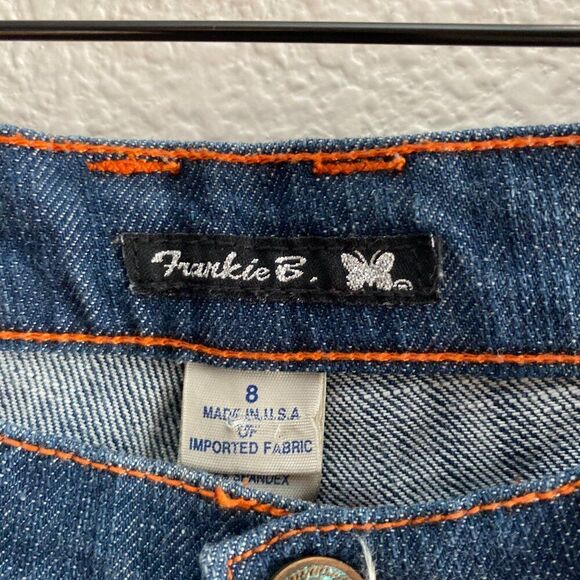 Frankie B.
8
MADE IN U.S.A
OF
IMPORTED FABRIC
SPANDEX